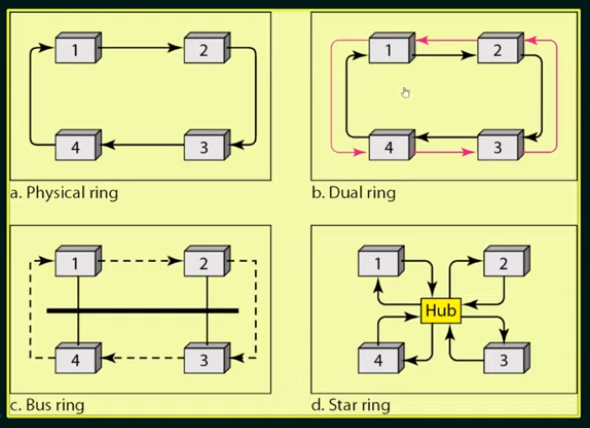 1 2
4 3
a. Physical ring
1 2
4 3
b. Dual ring
1 2
4 3
c. Bus ring
1 2
Hub
4 3
d. Star ring